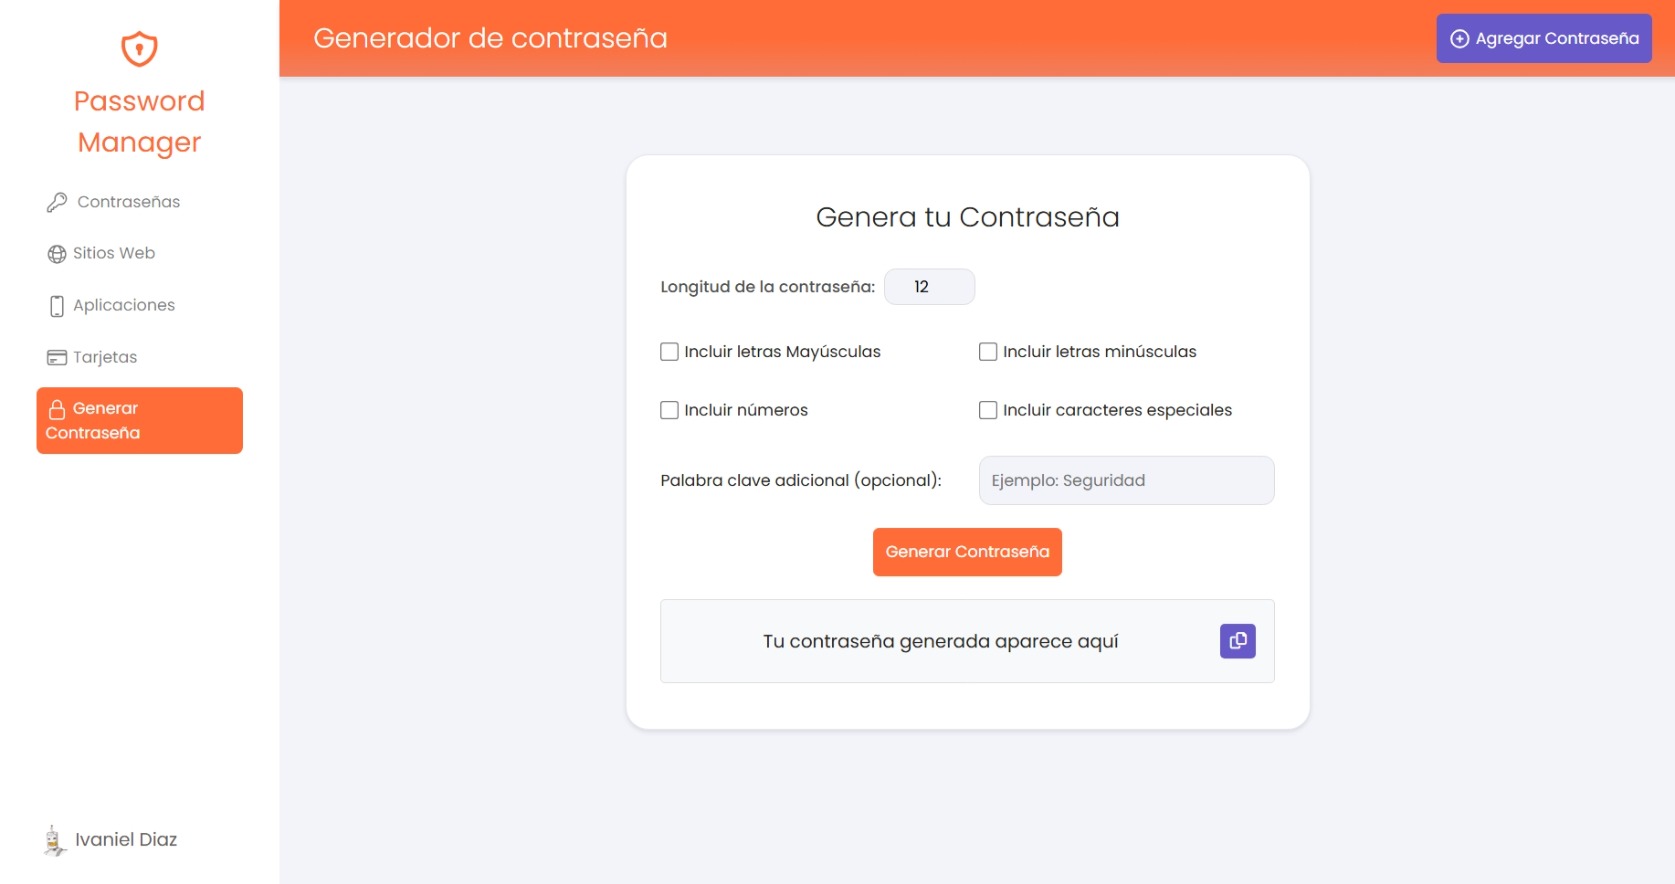 Password
Manager
Contraseñas
Sitios Web
Aplicaciones
Tarjetas
Generar
Contraseña
Ivaniel Diaz
Generador de contraseña
Agregar Contraseña
Genera tu Contraseña
Longitud de la contraseña: 12
Incluir letras Mayúsculas
Incluir letras minúsculas
Incluir números
Incluir caracteres especiales
Palabra clave adicional (opcional): Ejemplo: Seguridad
Generar Contraseña
Tu contraseña generada aparece aquí